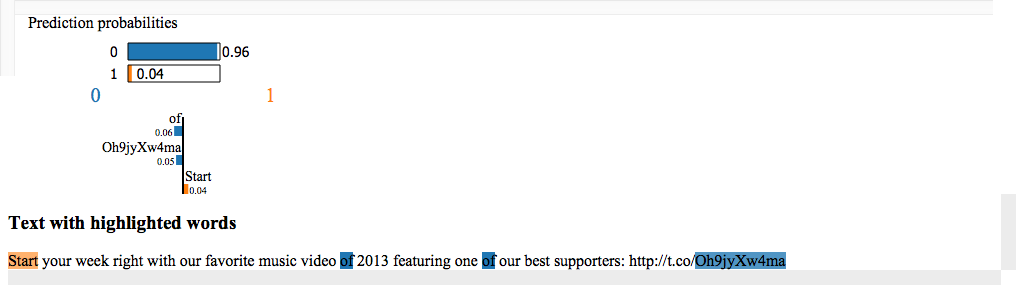 Prediction probabilities
0 0.96
1 0.04
0 1
of
0.06
Oh9jyXw4ma
0.05
Start
0.04
Text with highlighted words
Start your week right with our favorite music video of 2013 featuring one of our best supporters: http://t.co/Oh9jyXw4ma